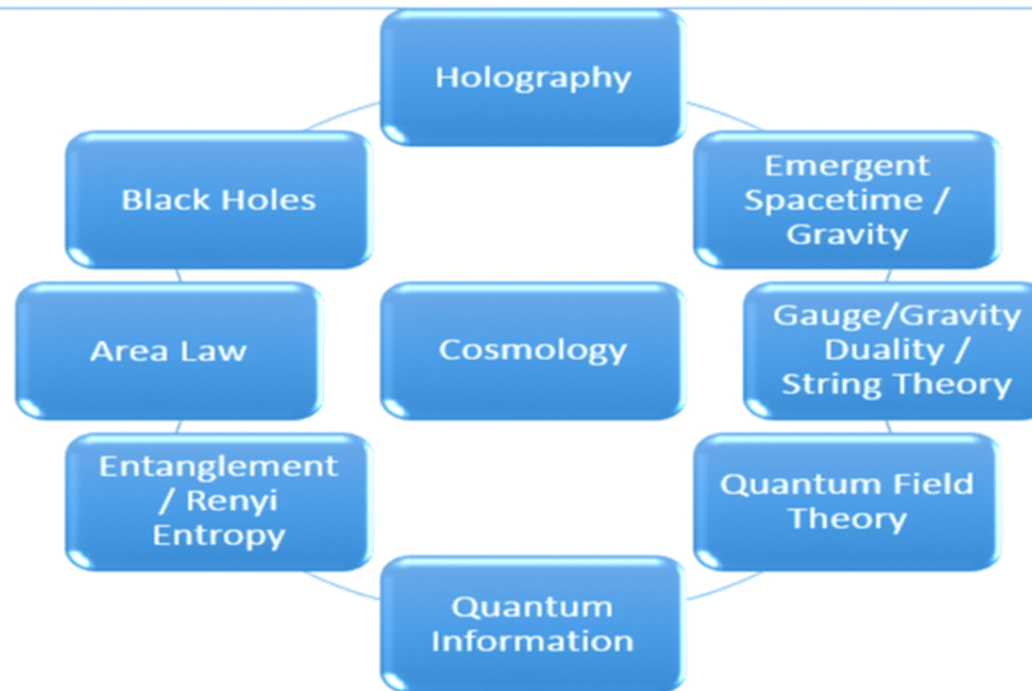 Holography
Black Holes
Emergent
Spacetime /
Gravity
Area Law
Cosmology
Gauge/Gravity
Duality /
String Theory
Entanglement
/ Renyi
Entropy
Quantum Field
Theory
Quantum
Information